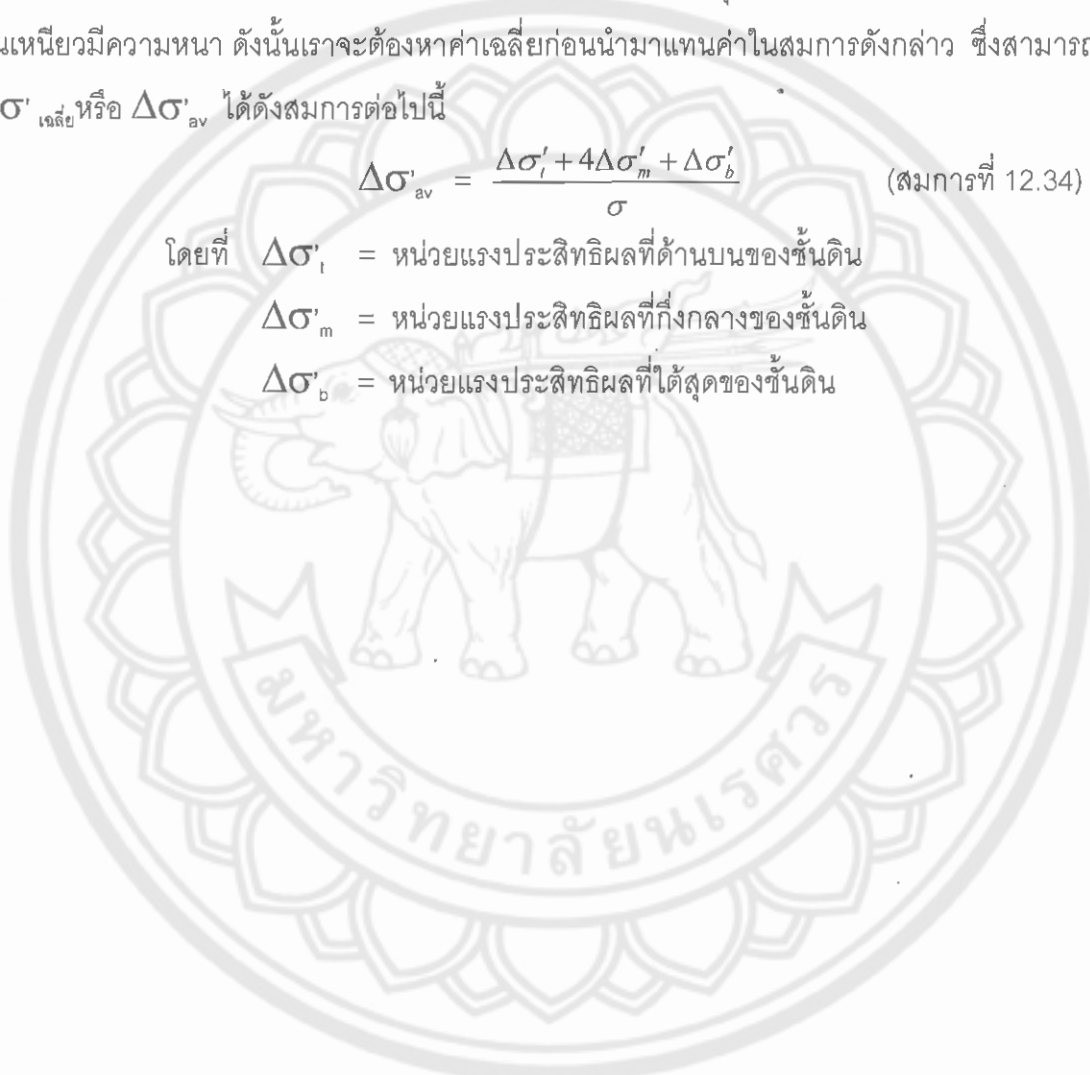 นเหนียวมีความหนา ดังนั้นเราจะต้องหาค่าเฉลี่ยก่อนนำมาแทนค่าในสมการดังกล่าว ซึ่งสามารถ
σ' เฉลี่ย หรือ Δσ'av ได้ดังสมการต่อไปนี้
Δσ'av = (Δσ't + 4Δσ'm + Δσ'b) / σ (สมการที่ 12.34)
โดยที่ Δσ't = หน่วยแรงประสิทธิผลที่ด้านบนของชั้นดิน
Δσ'm = หน่วยแรงประสิทธิผลที่กึ่งกลางของชั้นดิน
Δσ'b = หน่วยแรงประสิทธิผลที่ใต้สุดของชั้นดิน
มหาวิทยาลัยนเรศวร